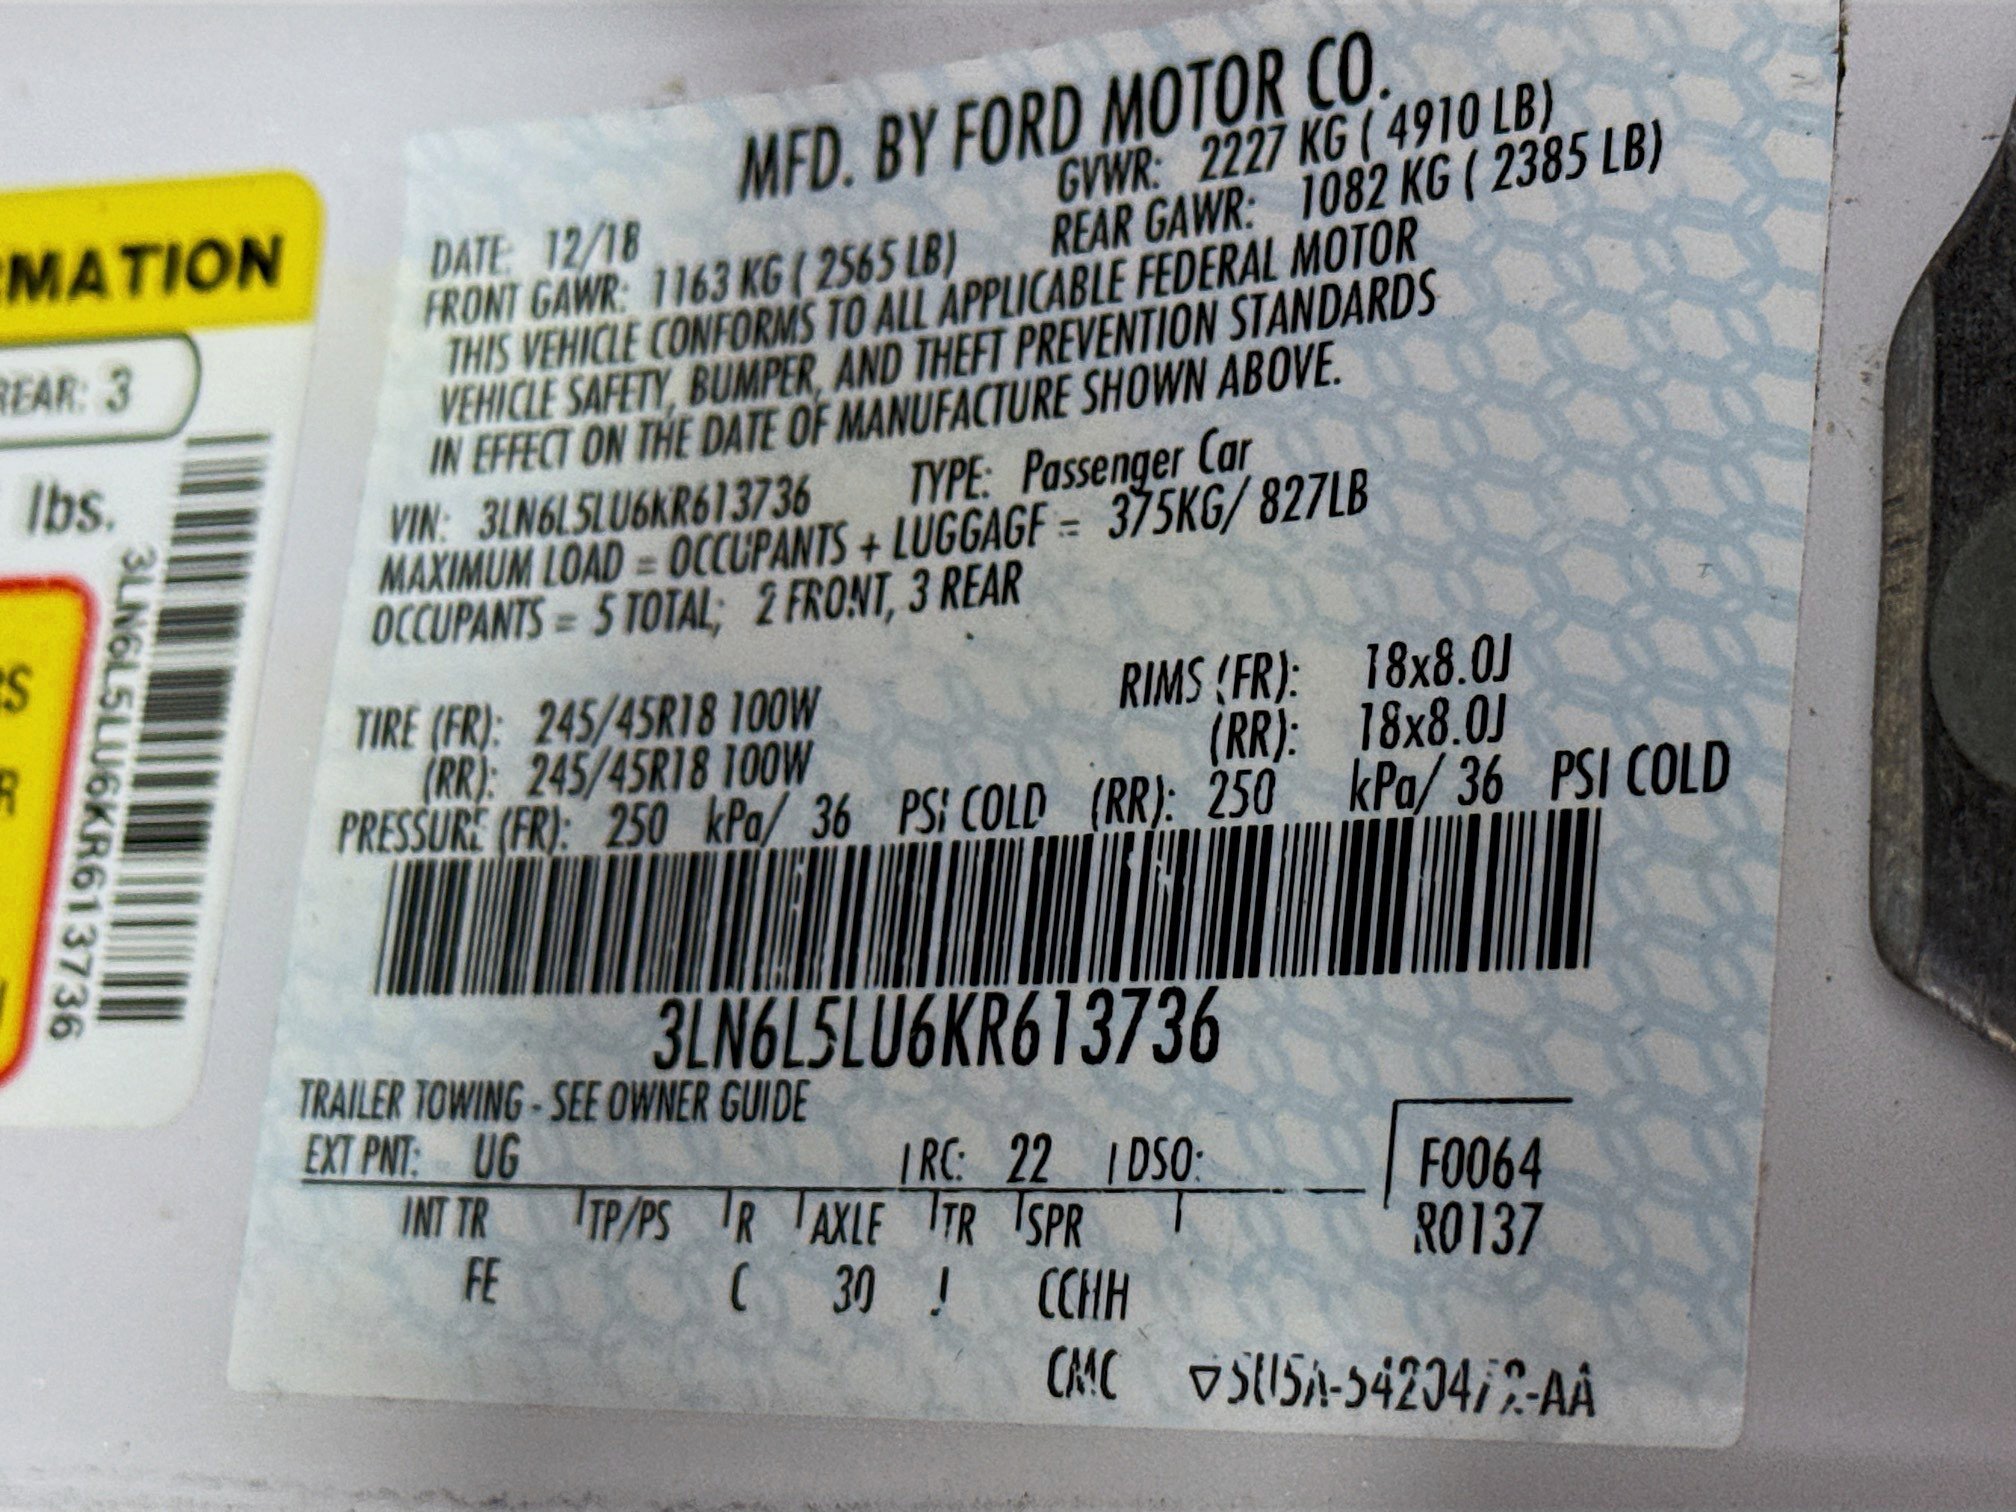 MFD. BY FORD MOTOR CO.
DATE: 12/18 GVWR: 2227 KG ( 4910 LB)
FRONT GAWR: 1163 KG ( 2565 LB) REAR GAWR: 1082 KG ( 2385 LB)
THIS VEHICLE CONFORMS TO ALL APPLICABLE FEDERAL MOTOR
VEHICLE SAFETY, BUMPER, AND THEFT PREVENTION STANDARDS
IN EFFECT ON THE DATE OF MANUFACTURE SHOWN ABOVE.
VIN: 3LN6L5LU6KR613736 TYPE: Passenger Car
MAXIMUM LOAD = OCCUPANTS + LUGGAGE = 375KG/ 827LB
OCCUPANTS = 5 TOTAL; 2 FRONT, 3 REAR
TIRE (FR): 245/45R18 100W RIMS (FR): 18x8.0J
(RR): 245/45R18 100W (RR): 18x8.0J
PRESSURE (FR): 250 kPa/ 36 PSI COLD (RR): 250 kPa/ 36 PSI COLD
3LN6L5LU6KR613736
TRAILER TOWING - SEE OWNER GUIDE
EXT PNT: UG RC: 22 DSO: F0064
INT TR TP/PS R AXLE TR SPR R0137
FE C 30 CCHH
CMC
REAR: 3
lbs.
3LN6L5LU6KR613736